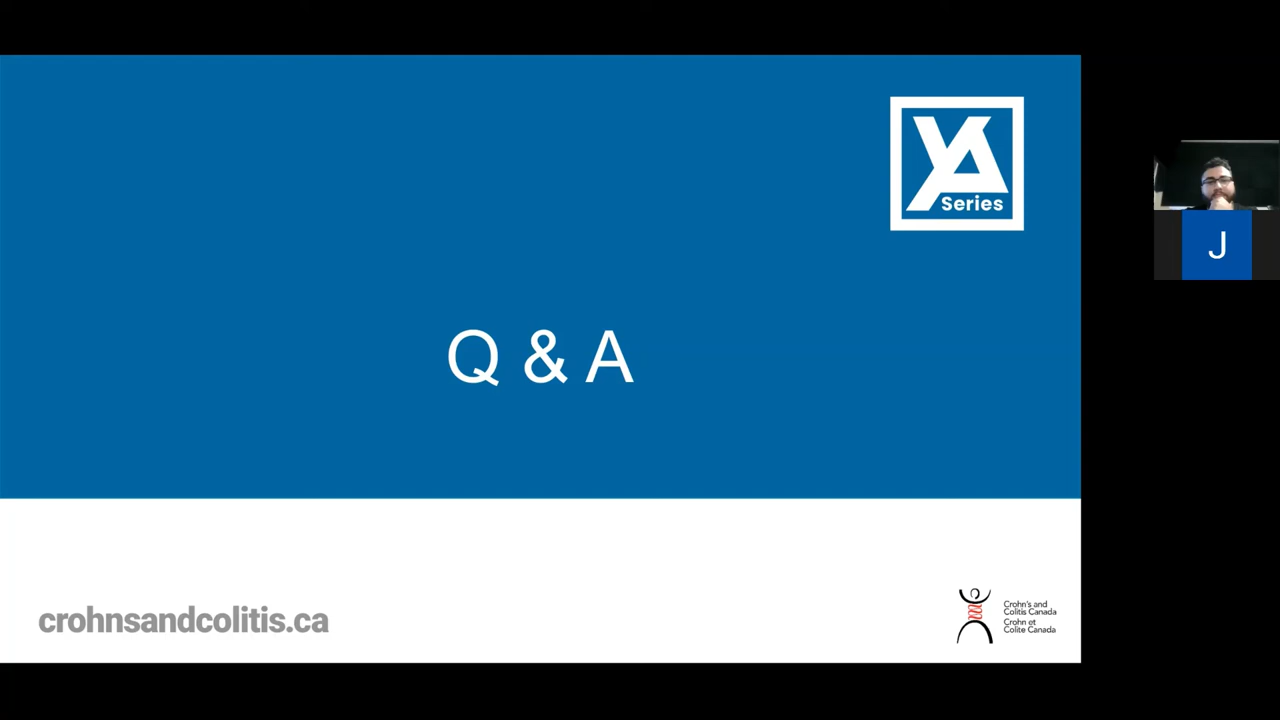 YA
Series
J
Q & A
crohnsandcolitis.ca
Crohn's and
Colitis Canada
Crohn et
Colite Canada